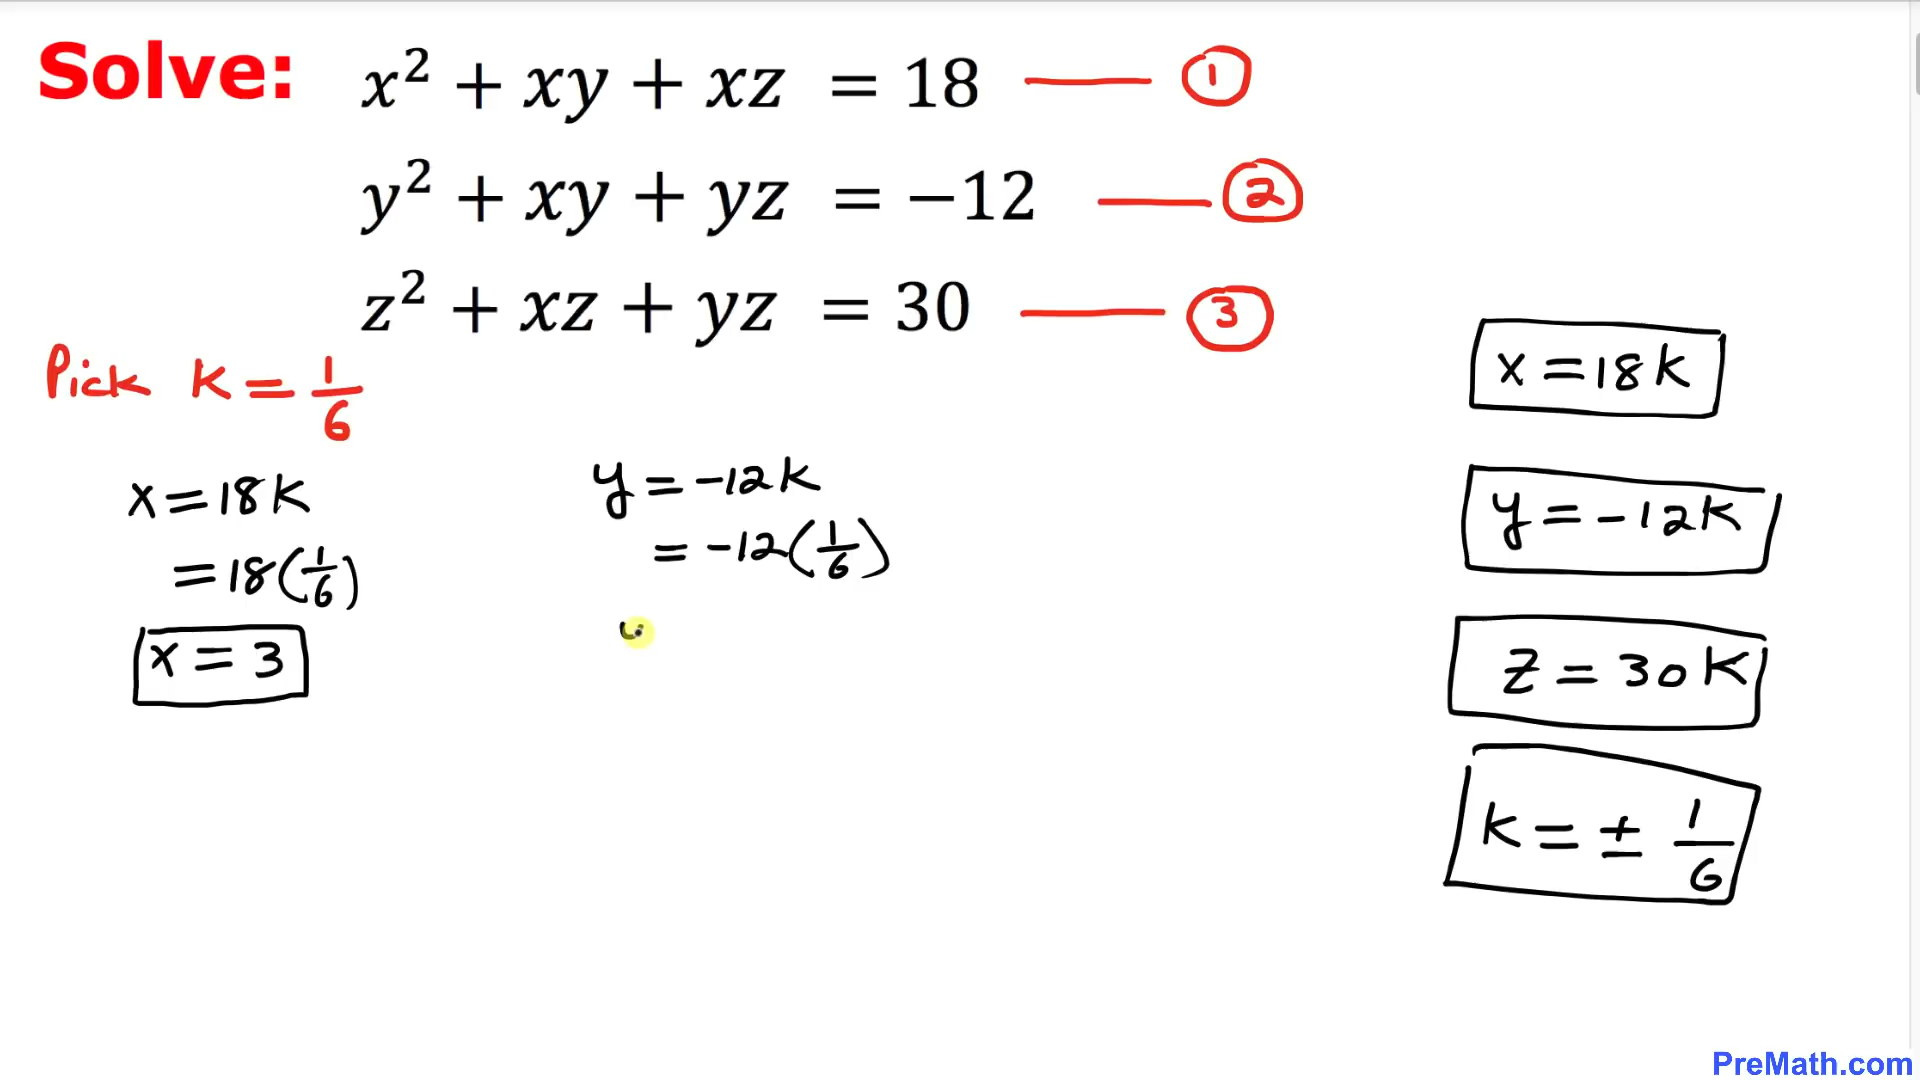 Solve: x² + xy + xz = 18 —— ①
y² + xy + yz = −12 —— ②
z² + xz + yz = 30 —— ③
Pick K = 1/6
x = 18K
= 18(1/6)
x = 3
y = -12K
= -12(1/6)
x = 18K
y = -12K
z = 30K
K = ± 1/6
PreMath.com